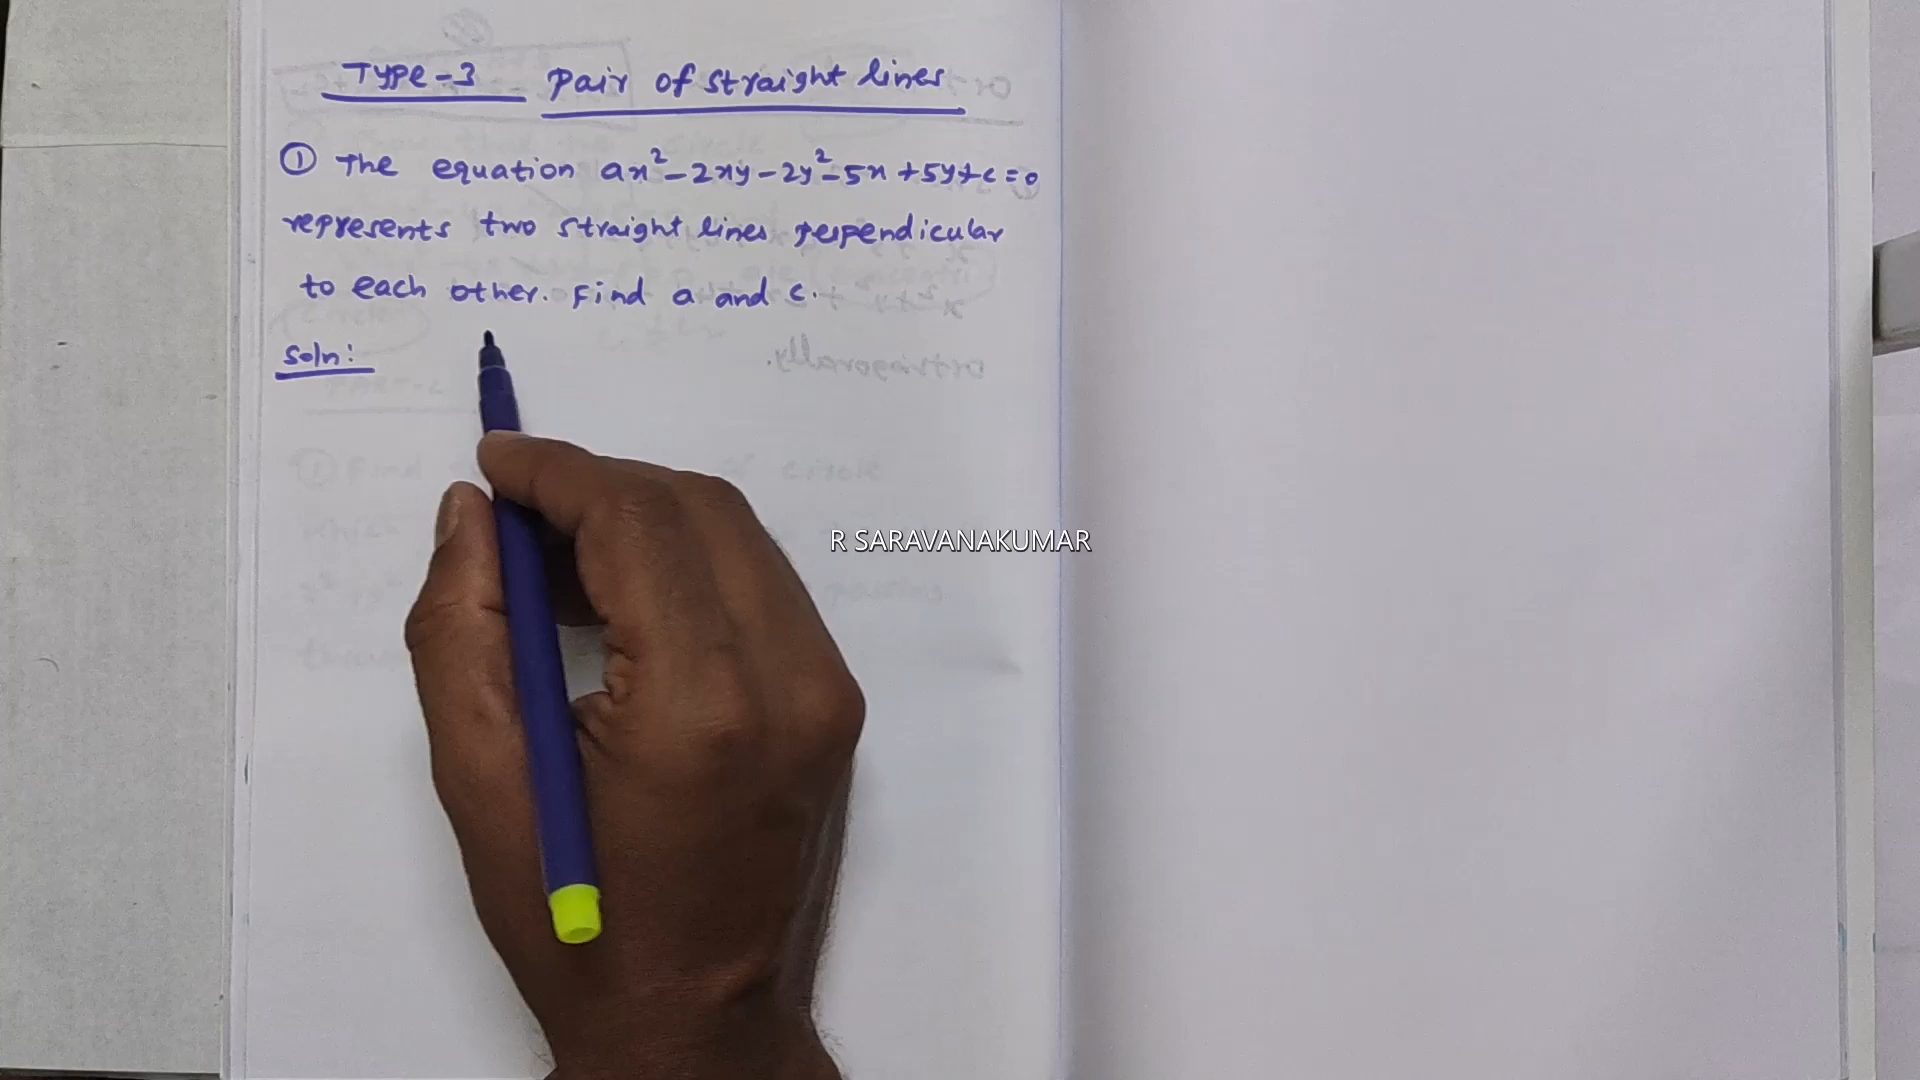 Type-3 Pair of straight lines
① The equation ax²-2xy-2y²-5x+5y+c=0
represents two straight lines perpendicular
to each other. Find a and c.
Soln:
orthogonally.
R SARAVANAKUMAR